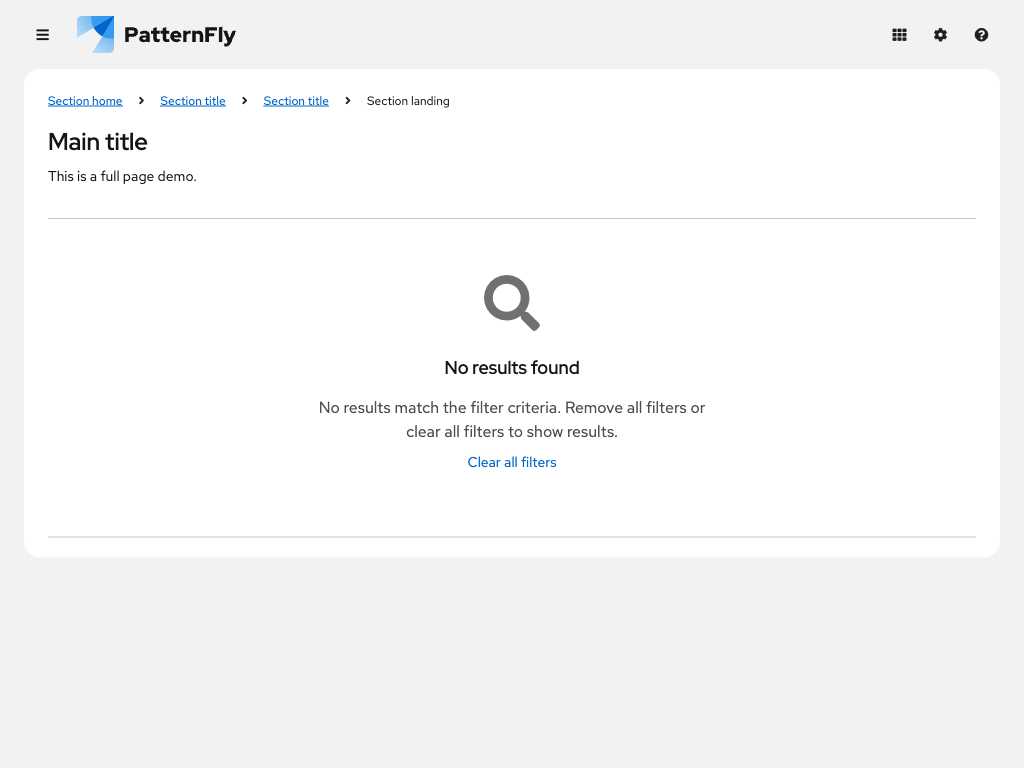 PatternFly
Section home Section title Section title Section landing
Main title
This is a full page demo.
No results found
No results match the filter criteria. Remove all filters or
clear all filters to show results.
Clear all filters